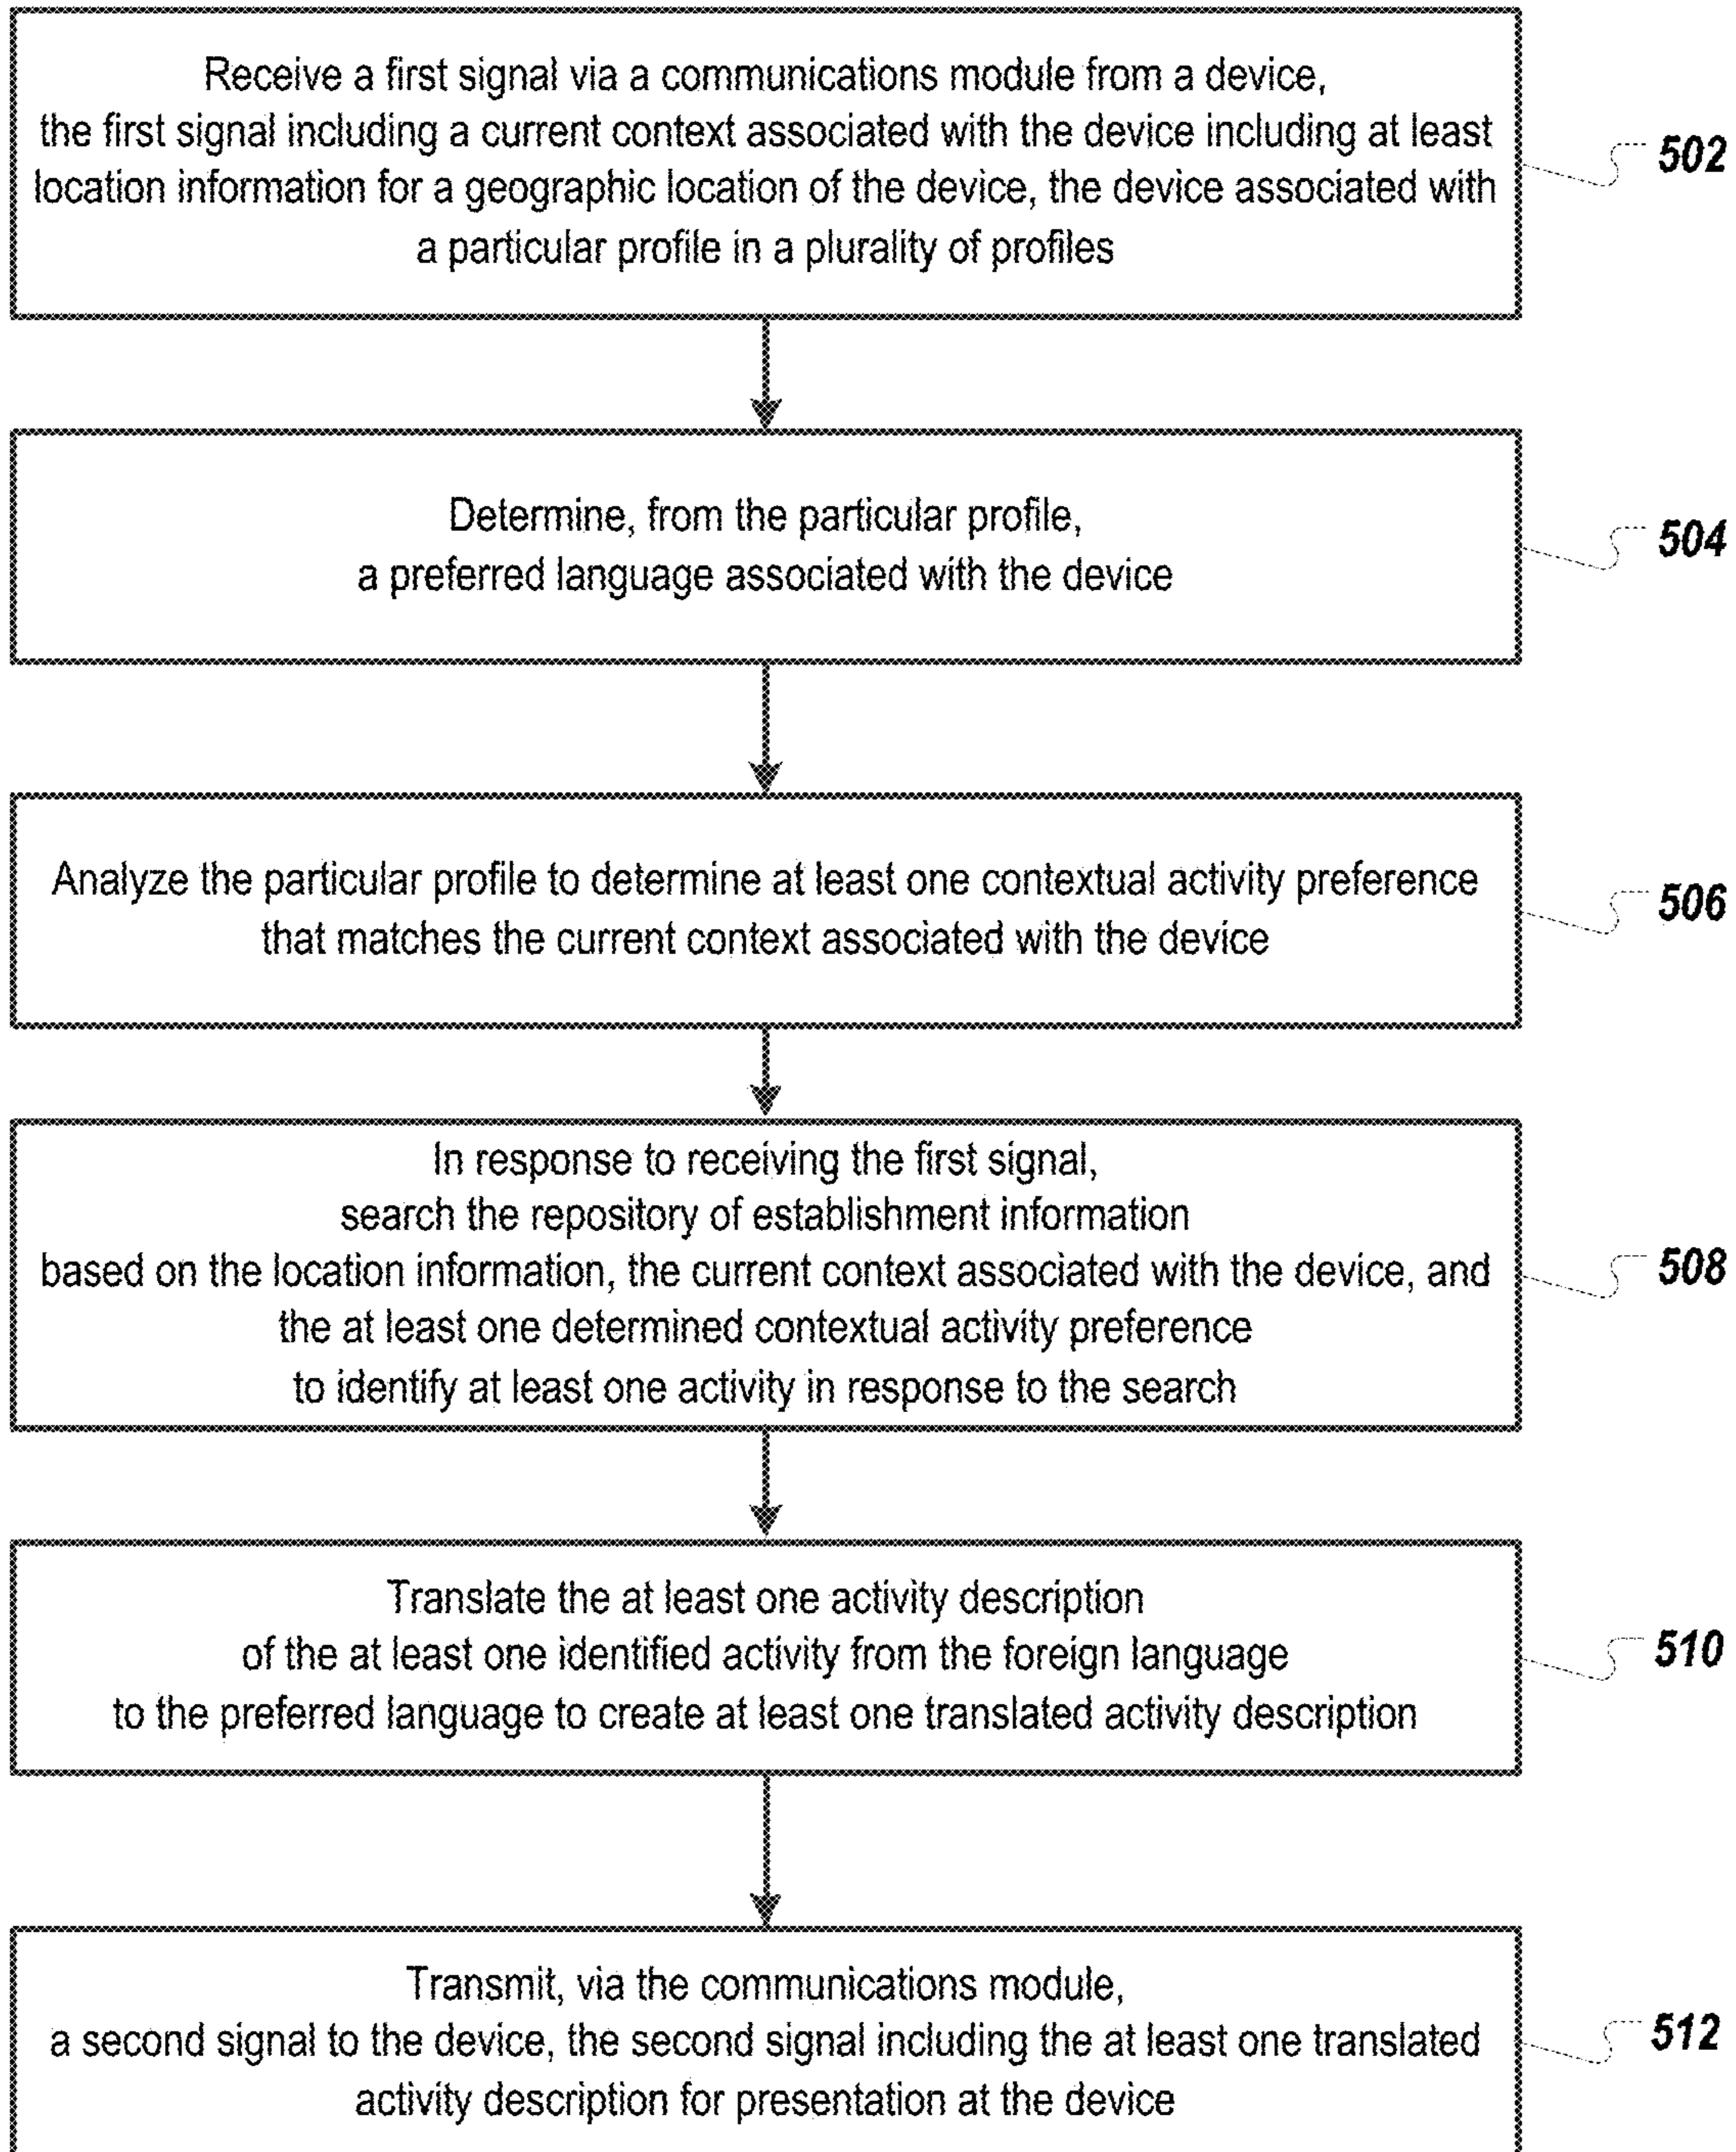 Receive a first signal via a communications module from a device,
the first signal including a current context associated with the device including at least
location information for a geographic location of the device, the device associated with
a particular profile in a plurality of profiles
502
Determine, from the particular profile,
a preferred language associated with the device
504
Analyze the particular profile to determine at least one contextual activity preference
that matches the current context associated with the device
506
In response to receiving the first signal,
search the repository of establishment information
based on the location information, the current context associated with the device, and
the at least one determined contextual activity preference
to identify at least one activity in response to the search
508
Translate the at least one activity description
of the at least one identified activity from the foreign language
to the preferred language to create at least one translated activity description
510
Transmit, via the communications module,
a second signal to the device, the second signal including the at least one translated
activity description for presentation at the device
512